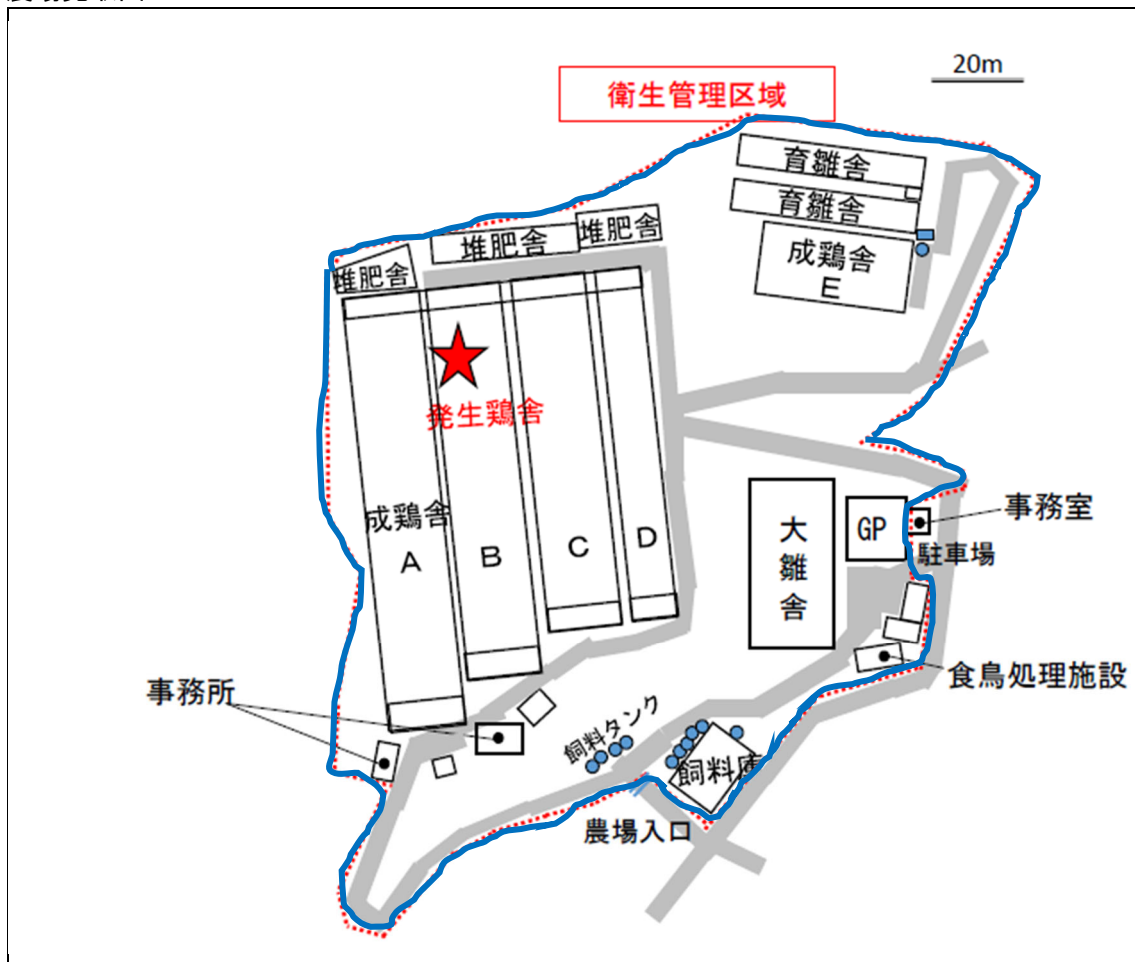 20m
衛生管理区域
育雛舎
育雛舎
成鶏舎
E
堆肥舎
堆肥舎
堆肥舎
発生鶏舎
成鶏舎
A
B
C
D
大雛舎
GP
事務室
駐車場
食鳥処理施設
事務所
飼料タンク
飼料庫
農場入口